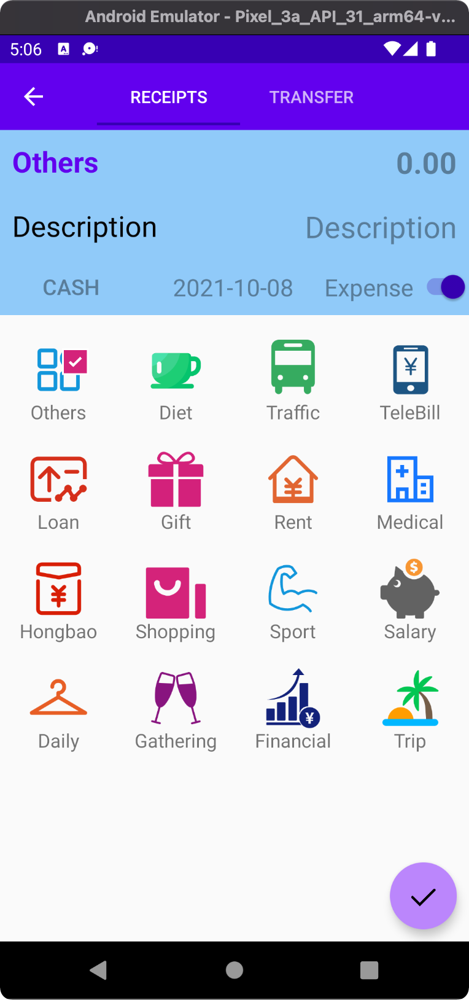 Android Emulator - Pixel_3a_API_31_arm64-v...
5:06
RECEIPTS TRANSFER
Others 0.00
Description Description
CASH 2021-10-08 Expense
Others Diet Traffic TeleBill
Loan Gift Rent Medical
Hongbao Shopping Sport Salary
Daily Gathering Financial Trip